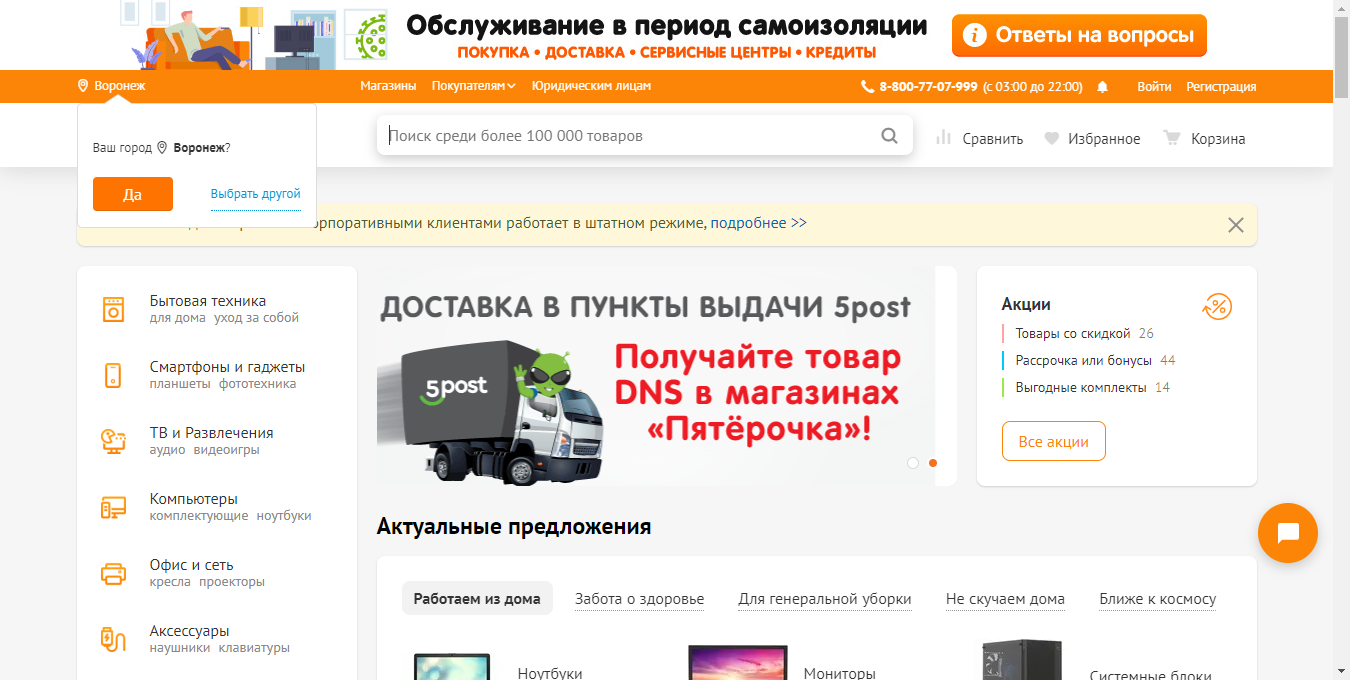 Обслуживание в период самоизоляции
ПОКУПКА • ДОСТАВКА • СЕРВИСНЫЕ ЦЕНТРЫ • КРЕДИТЫ
Ответы на вопросы
Воронеж
Магазины Покупателям Юридическим лицам
8-800-77-07-999 (с 03:00 до 22:00)
Войти Регистрация
Ваш город Воронеж?
Да Выбрать другой
Поиск среди более 100 000 товаров
Сравнить Избранное Корзина
орпоративными клиентами работает в штатном режиме, подробнее >>
Бытовая техника
для дома уход за собой
Смартфоны и гаджеты
планшеты фототехника
ТВ и Развлечения
аудио видеоигры
Компьютеры
комплектующие ноутбуки
Офис и сеть
кресла проекторы
Аксессуары
наушники клавиатуры
ДОСТАВКА В ПУНКТЫ ВЫДАЧИ 5post
5post
Получайте товар
DNS в магазинах
«Пятёрочка»!
Акции
Товары со скидкой 26
Рассрочка или бонусы 44
Выгодные комплекты 14
Все акции
Актуальные предложения
Работаем из дома Забота о здоровье Для генеральной уборки Не скучаем дома Ближе к космосу
Ноутбуки Мониторы Системные блоки